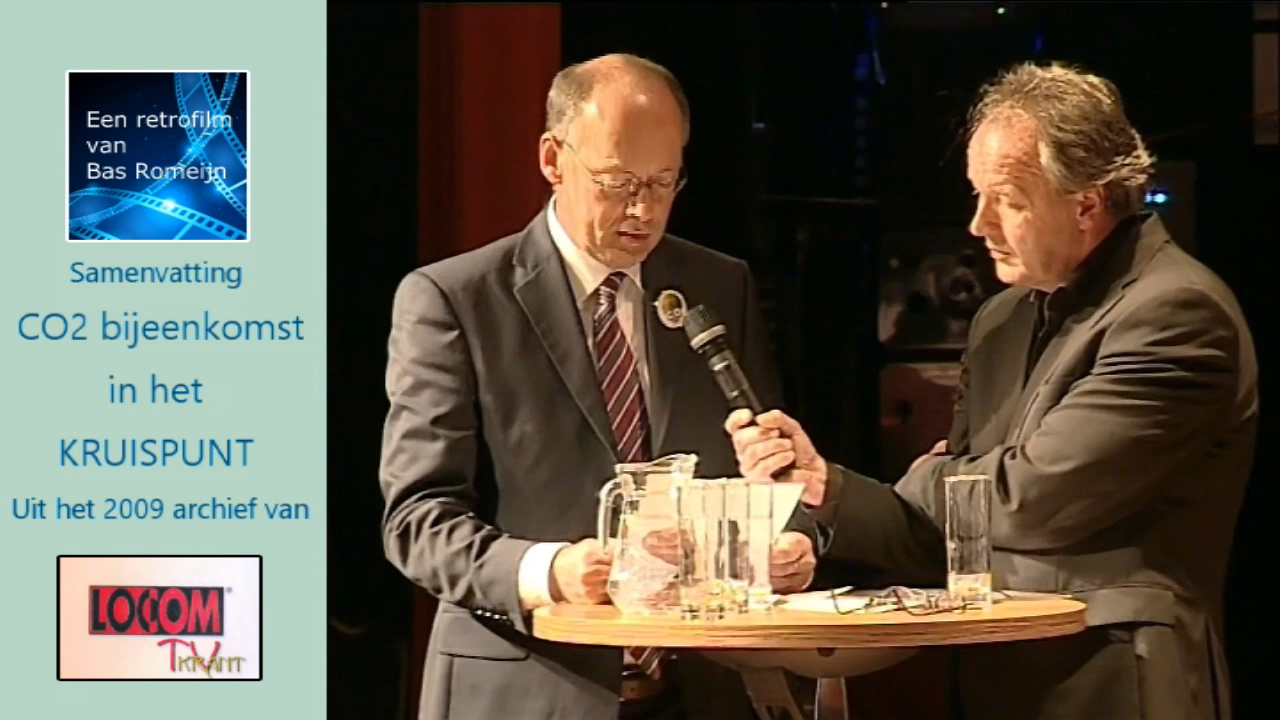 Een retrofilm
van
Bas Romeijn
Samenvatting
CO2 bijeenkomst
in het
KRUISPUNT
Uit het 2009 archief van
LOCOM
TV KRANT